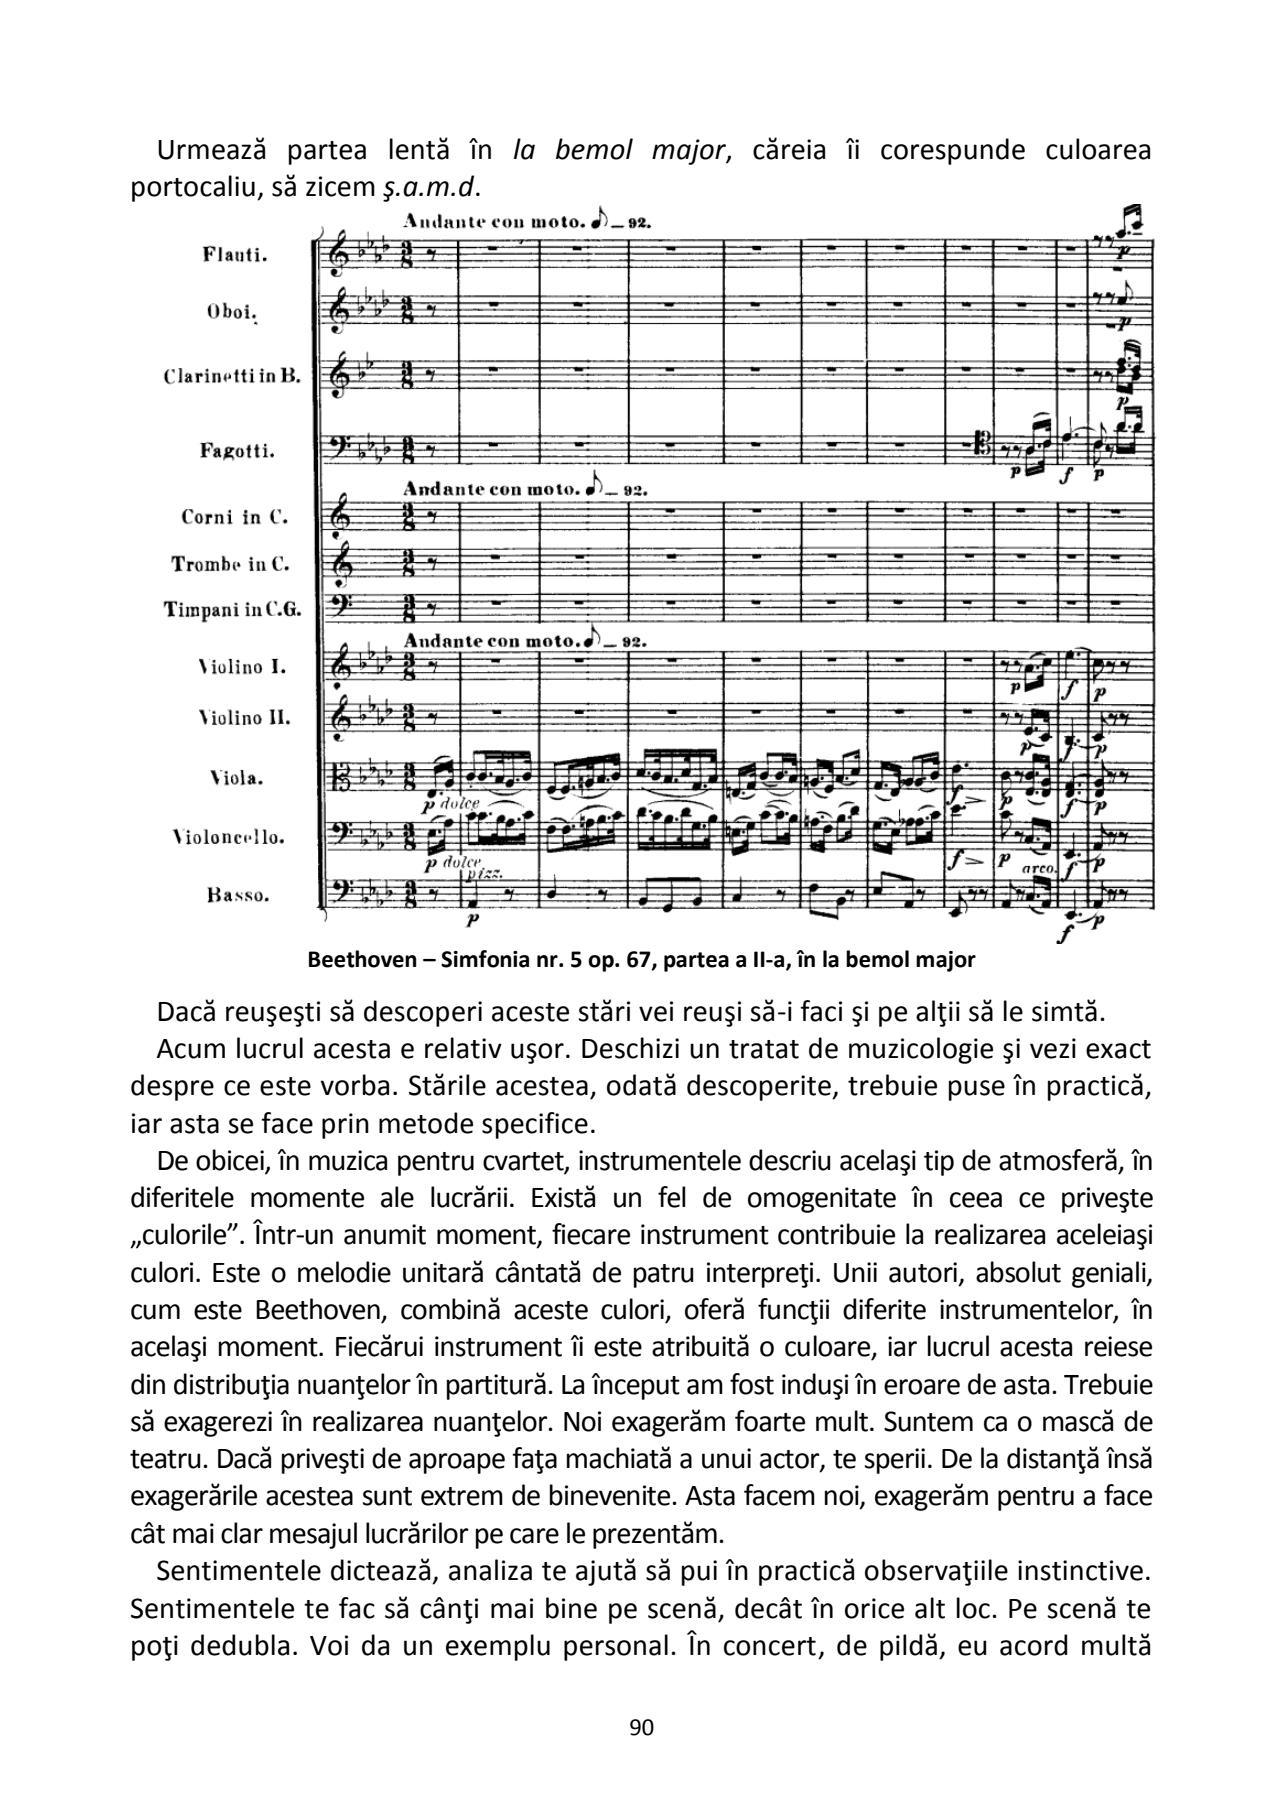 Urmează partea lentă în la bemol major, căreia îi corespunde culoarea
portocaliu, să zicem ş.a.m.d.
Andante con moto. ♪ – 92.
Flauti.
p
Oboi.
p
Clarinetti in B.
p
Fagotti.
p f p
Andante con moto. ♪ – 92.
Corni in C.
Trombe in C.
Timpani in C.G.
Andante con moto. ♪ – 92.
Violino I.
p f p
Violino II.
p f p
Viola.
p dolce f p f p
Violoncello.
p dolce f p f p
pizz. arco.
Basso.
p f p
Beethoven – Simfonia nr. 5 op. 67, partea a II-a, în la bemol major
Dacă reuşeşti să descoperi aceste stări vei reuşi să-i faci şi pe alţii să le simtă.
Acum lucrul acesta e relativ uşor. Deschizi un tratat de muzicologie şi vezi exact
despre ce este vorba. Stările acestea, odată descoperite, trebuie puse în practică,
iar asta se face prin metode specifice.
De obicei, în muzica pentru cvartet, instrumentele descriu acelaşi tip de atmosferă, în
diferitele momente ale lucrării. Există un fel de omogenitate în ceea ce priveşte
„culorile”. Într-un anumit moment, fiecare instrument contribuie la realizarea aceleiaşi
culori. Este o melodie unitară cântată de patru interpreţi. Unii autori, absolut geniali,
cum este Beethoven, combină aceste culori, oferă funcţii diferite instrumentelor, în
acelaşi moment. Fiecărui instrument îi este atribuită o culoare, iar lucrul acesta reiese
din distribuţia nuanţelor în partitură. La început am fost induşi în eroare de asta. Trebuie
să exagerezi în realizarea nuanţelor. Noi exagerăm foarte mult. Suntem ca o mască de
teatru. Dacă priveşti de aproape faţa machiată a unui actor, te sperii. De la distanţă însă
exagerările acestea sunt extrem de binevenite. Asta facem noi, exagerăm pentru a face
cât mai clar mesajul lucrărilor pe care le prezentăm.
Sentimentele dictează, analiza te ajută să pui în practică observaţiile instinctive.
Sentimentele te fac să cânţi mai bine pe scenă, decât în orice alt loc. Pe scenă te
poţi dedubla. Voi da un exemplu personal. În concert, de pildă, eu acord multă
90